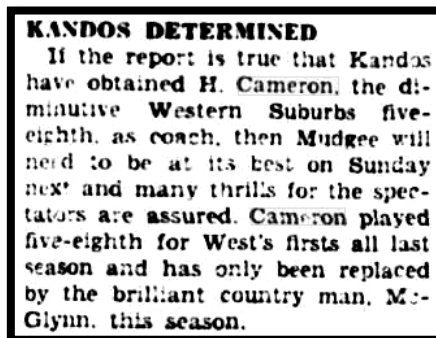 KANDOS DETERMINED
If the report is true that Kandos
have obtained H. Cameron, the di-
minutive Western Suburbs five-
eighth, as coach, then Mudgee will
need to be at its best on Sunday
next and many thrills for the spec-
tators are assured. Cameron played
five-eighth for West's firsts all last
season and has only been replaced
by the brilliant country man, Mc-
Glynn, this season.